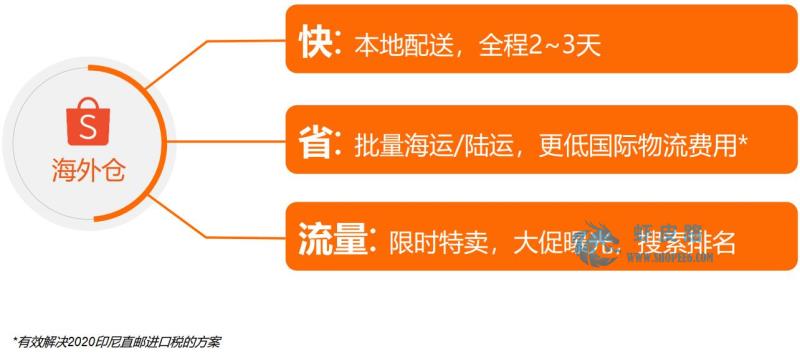 快: 本地配送，全程2~3天
S
海外仓
省: 批量海运/陆运，更低国际物流费用*
流量: 限时特卖，大促曝光，搜索排名
虾皮路
WWW.SHOPEE6.COM
*有效解决2020印尼直邮进口税的方案